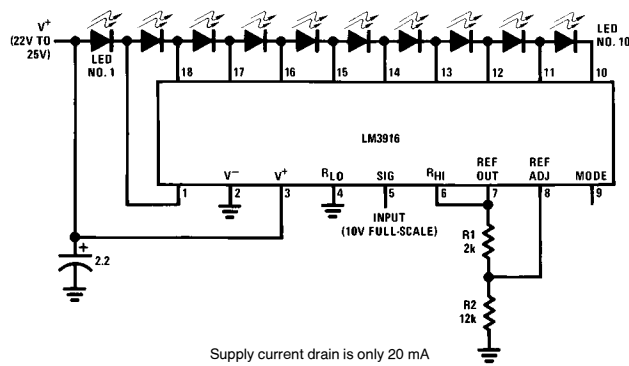 V+
(22V TO
25V)
LED
NO. 1
LED
NO. 10
18
17
16
15
14
13
12
11
10
LM3916
V−
V+
RLO
SIG
RHI
REF
OUT
REF
ADJ
MODE
1
2
3
4
5
6
7
8
9
INPUT
(10V FULL-SCALE)
+
2.2
R1
2k
R2
12k
Supply current drain is only 20 mA